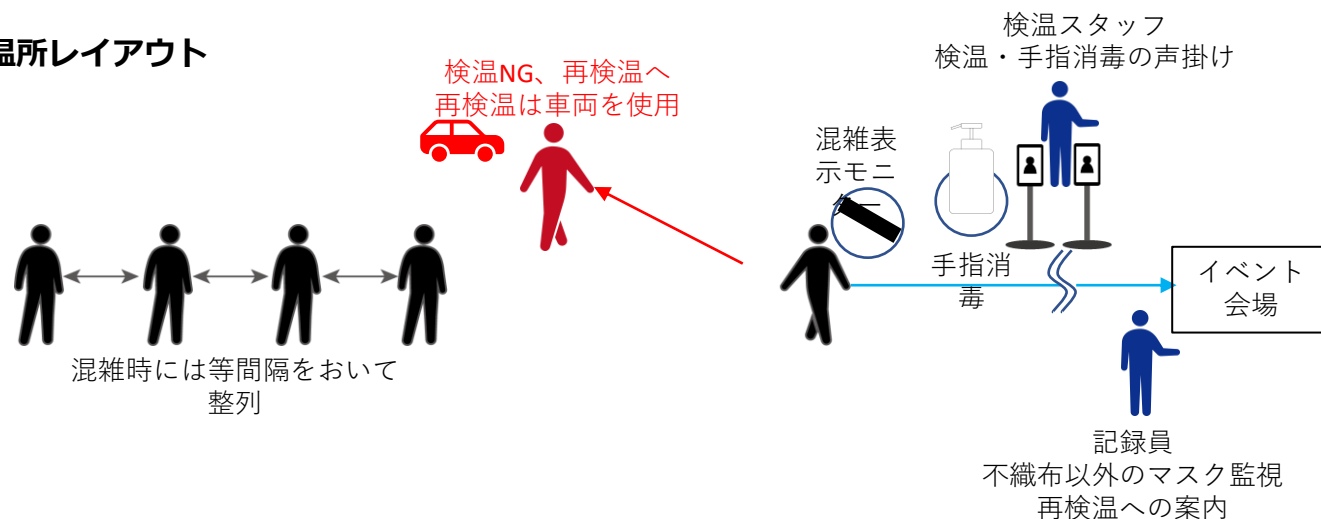 温所レイアウト
検温NG、再検温へ
再検温は車両を使用
検温スタッフ
検温・手指消毒の声掛け
混雑表
示モニ
ター
手指消
毒
イベント
会場
混雑時には等間隔をおいて
整列
記録員
不織布以外のマスク監視
再検温への案内